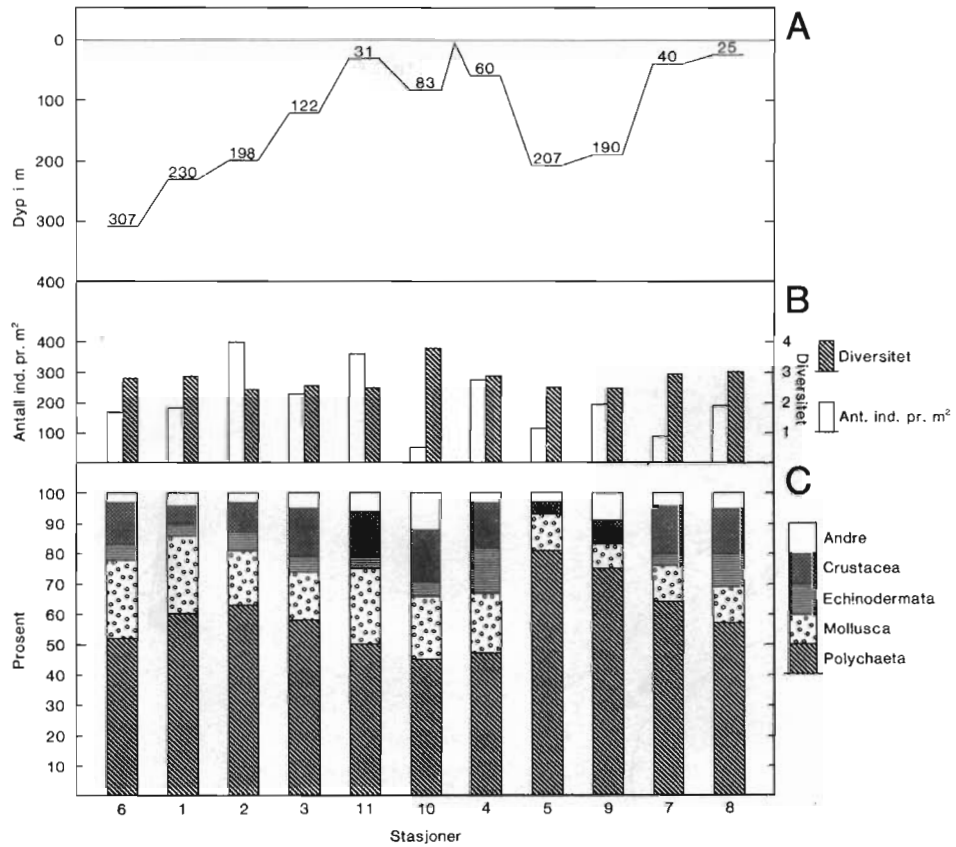 A
0
100
200
300
400
Dyp i m
307
230
198
122
31
83
60
207
190
40
25
B
400
300
200
100
Antall ind. pr. m²
4
3
2
1
Diversitet
Diversitet
Ant. ind. pr. m²
C
100
90
80
70
60
50
40
30
20
10
Prosent
Andre
Crustacea
Echinodermata
Mollusca
Polychaeta
6 1 2 3 11 10 4 5 9 7 8
Stasjoner